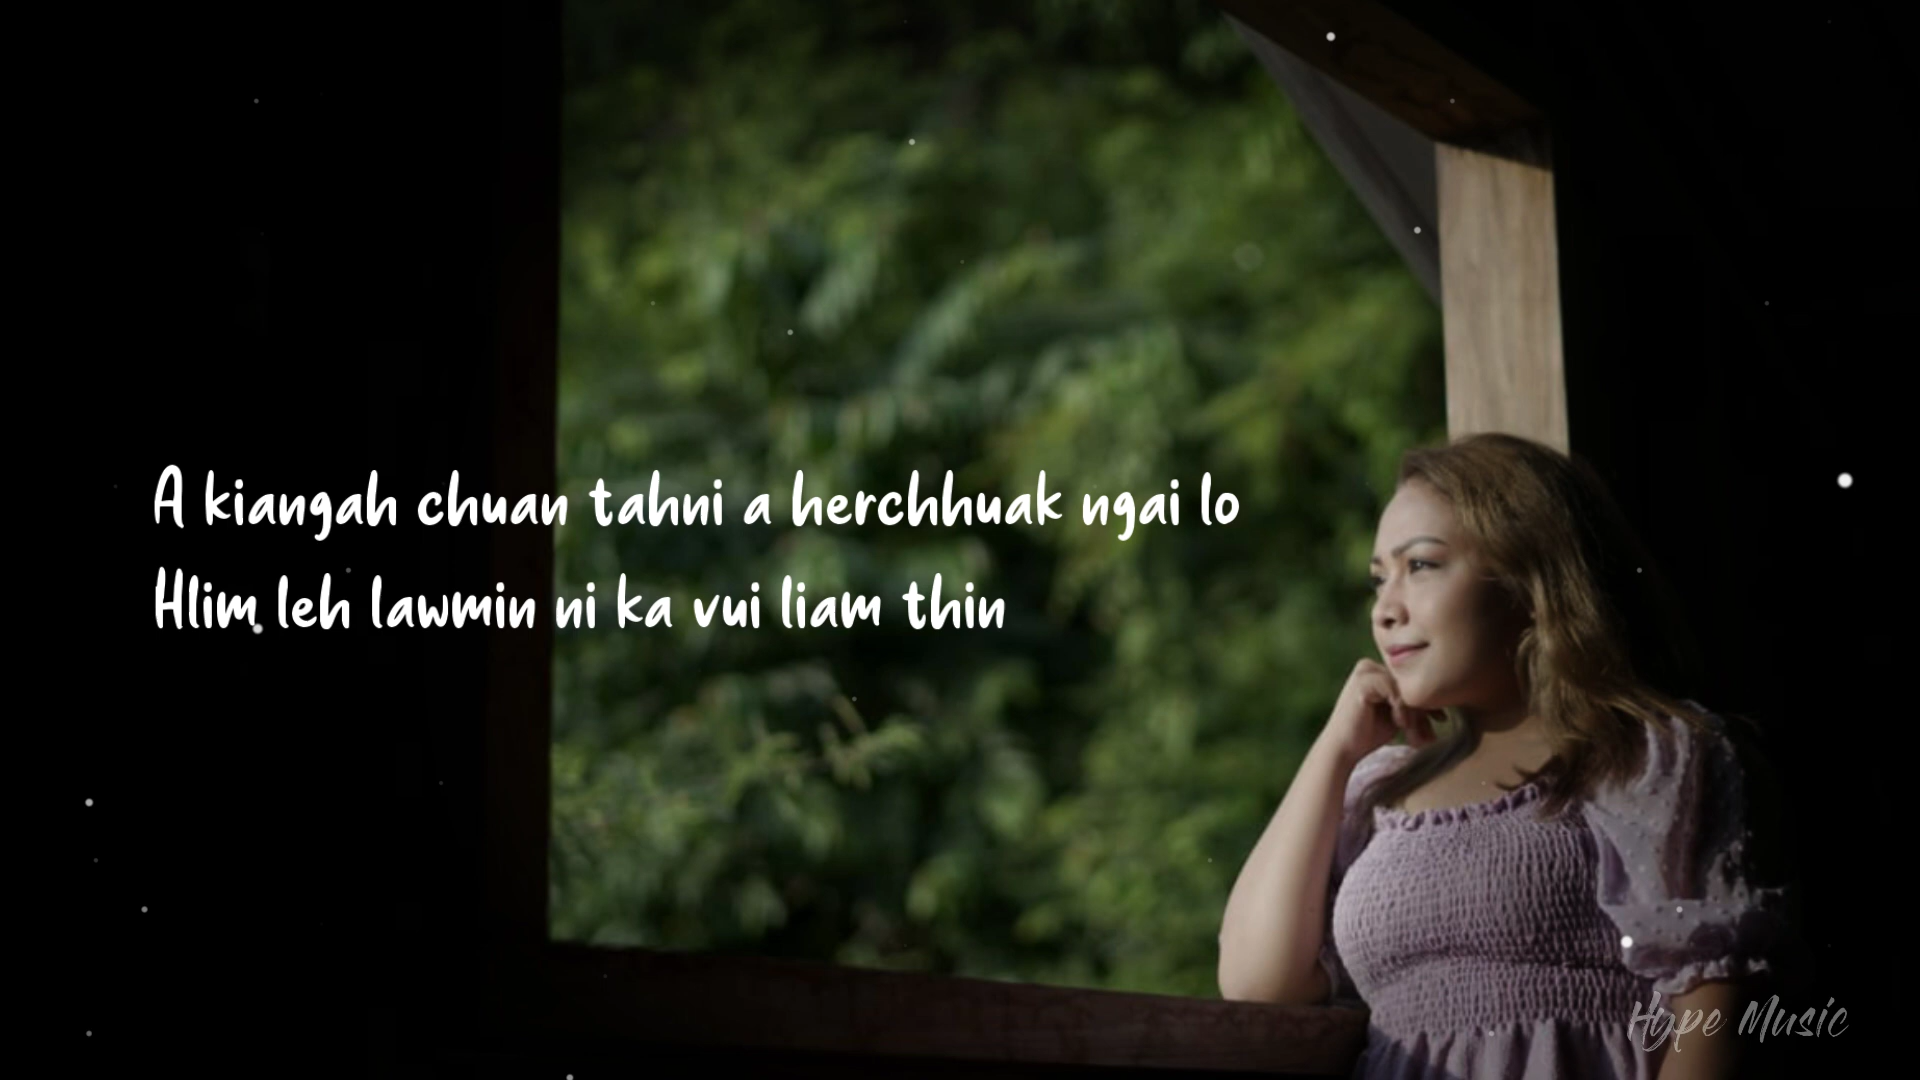 A kiangah chuan tahni a herchhuak ngai lo
Hlim leh lawmin ni ka vui liam thin
Hype Music